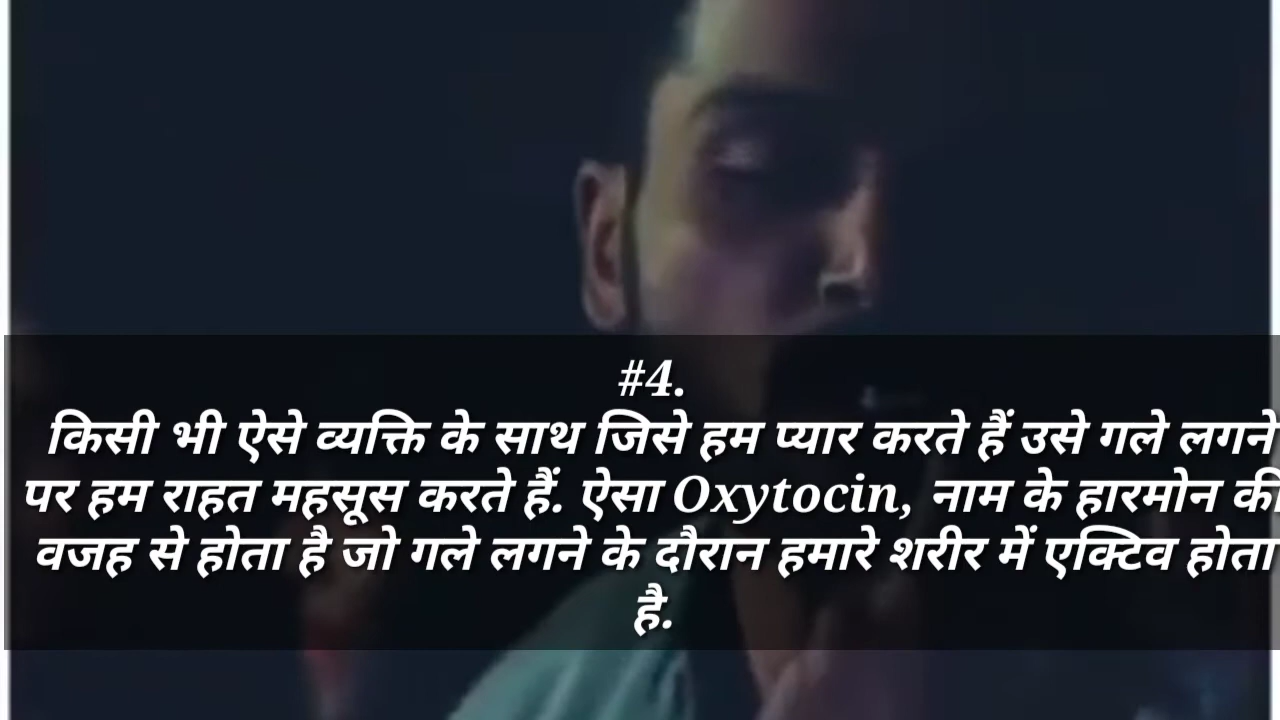 #4.
किसी भी ऐसे व्यक्ति के साथ जिसे हम प्यार करते हैं उसे गले लगने
पर हम राहत महसूस करते हैं. ऐसा Oxytocin, नाम के हारमोन की
वजह से होता है जो गले लगने के दौरान हमारे शरीर में एक्टिव होता
है.